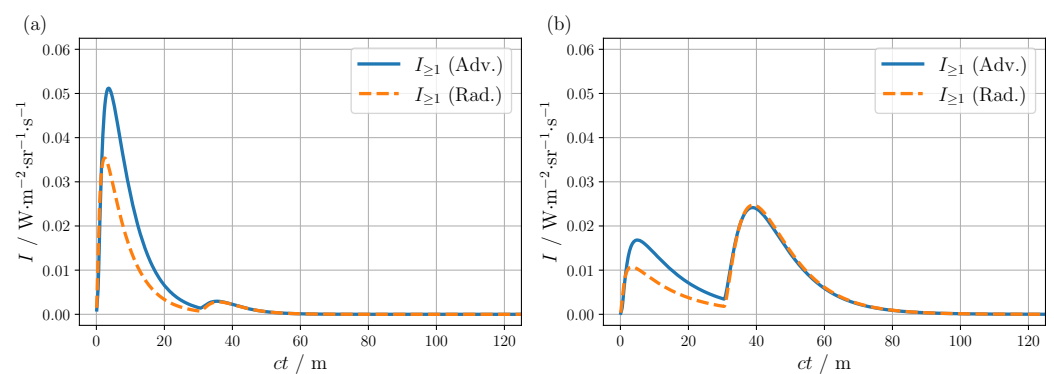 (a)
I≥1 (Adv.)
I≥1 (Rad.)
I / W·m⁻²·sr⁻¹·s⁻¹
0.06
0.05
0.04
0.03
0.02
0.01
0.00
0 20 40 60 80 100 120
ct / m
(b)
I≥1 (Adv.)
I≥1 (Rad.)
I / W·m⁻²·sr⁻¹·s⁻¹
0.06
0.05
0.04
0.03
0.02
0.01
0.00
0 20 40 60 80 100 120
ct / m